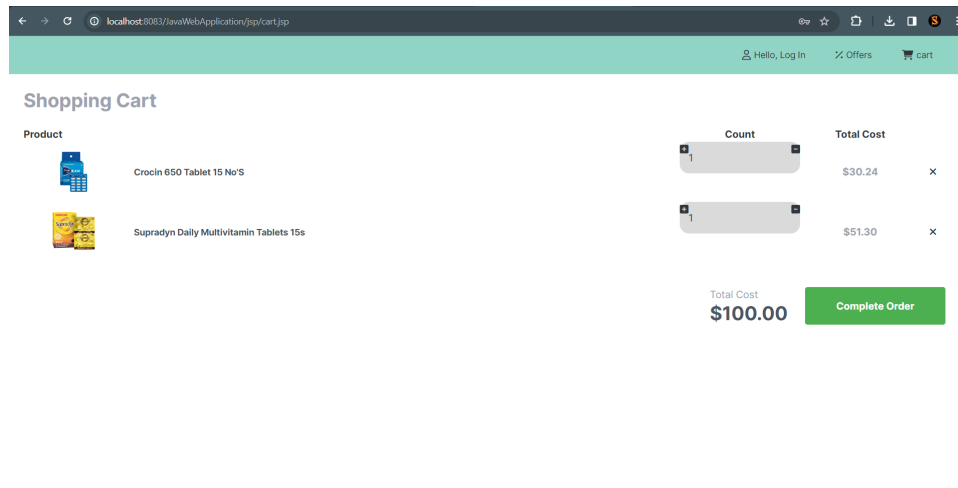 localhost:8083/JavaWebApplication/jsp/cart.jsp
S
Hello, Log In
Offers
cart
Shopping Cart
Product Count Total Cost
1
Crocin 650 Tablet 15 No'S $30.24 ×
1
Supradyn Daily Multivitamin Tablets 15s $51.30 ×
Total Cost
$100.00
Complete Order